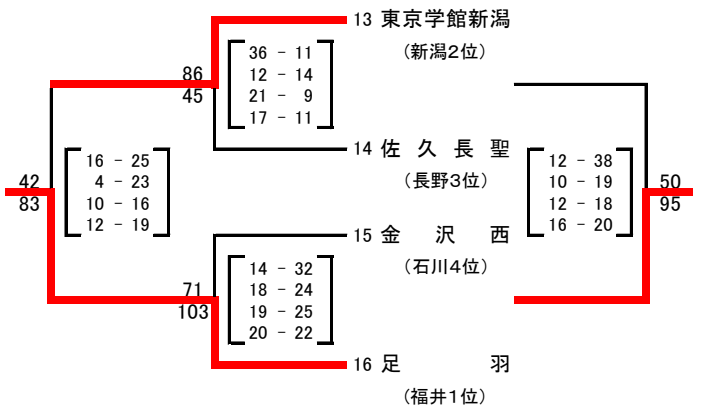 13 東京学館新潟
(新潟2位)
86
45
36 - 11
12 - 14
21 - 9
17 - 11
14 佐久長聖
(長野3位)
42
83
16 - 25
4 - 23
10 - 16
12 - 19
12 - 38
10 - 19
12 - 18
16 - 20
50
95
15 金沢西
(石川4位)
71
103
14 - 32
18 - 24
19 - 25
20 - 22
16 足羽
(福井1位)